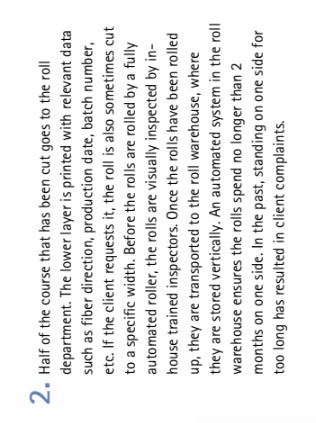 2. Half of the course that has been cut goes to the roll
department. The lower layer is printed with relevant data
such as fiber direction, production date, batch number,
etc. If the client requests it, the roll is also sometimes cut
to a specific width. Before the rolls are rolled by a fully
automated roller, the rolls are visually inspected by in-
house trained inspectors. Once the rolls have been rolled
up, they are transported to the roll warehouse, where
they are stored vertically. An automated system in the roll
warehouse ensures the rolls spend no longer than 2
months on one side. In the past, standing on one side for
too long has resulted in client complaints.